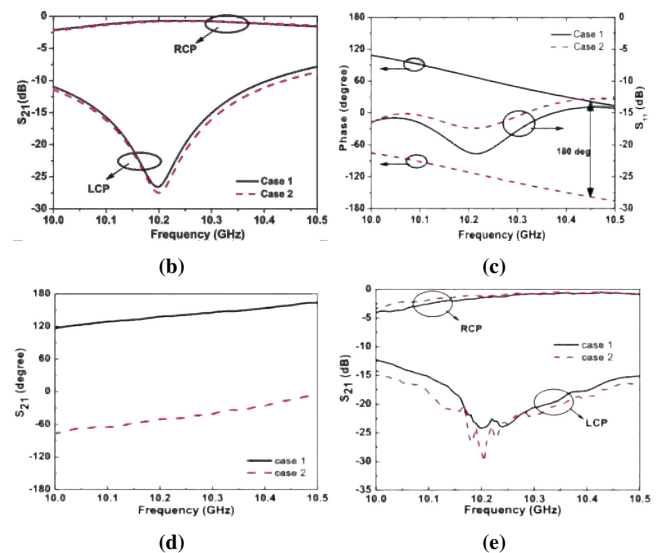 0
-5
-10
-15
-20
-25
-30
S21(dB)
RCP
LCP
Case 1
Case 2
10.0 10.1 10.2 10.3 10.4 10.5
Frequency (GHz)
(b)
180
120
60
0
-60
-120
-180
Phase (degree)
Case 1
Case 2
180 deg
0
-5
-10
-15
-20
-25
-30
S11 (dB)
10.0 10.1 10.2 10.3 10.4 10.5
Frequency (GHz)
(c)
180
120
60
0
-60
-120
-180
S21 (degree)
case 1
case 2
10.0 10.1 10.2 10.3 10.4 10.5
Frequency (GHz)
(d)
0
-5
-10
-15
-20
-25
-30
-35
S21 (dB)
RCP
case 1
case 2
LCP
10.0 10.1 10.2 10.3 10.4 10.5
Frequency (GHz)
(e)